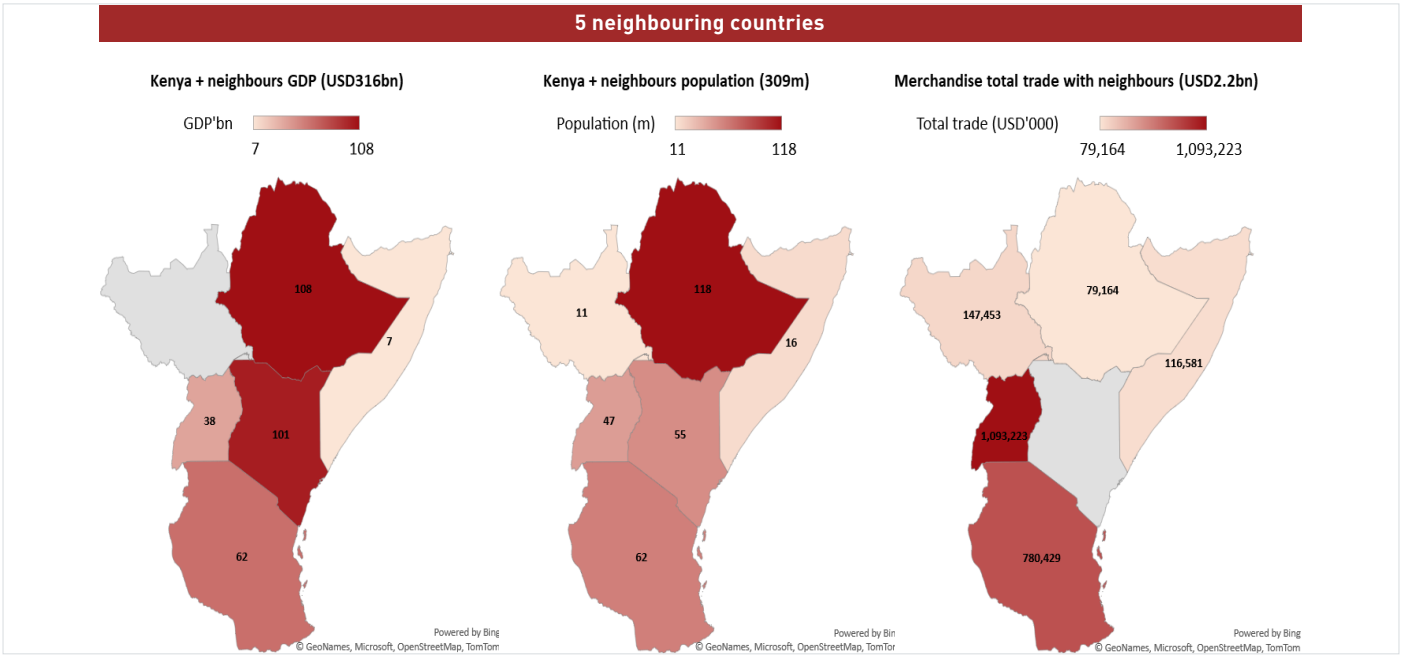 5 neighbouring countries
Kenya + neighbours GDP (USD316bn)
GDP'bn
7 108
108
7
38
101
62
Powered by Bing
© GeoNames, Microsoft, OpenStreetMap, TomTom
Kenya + neighbours population (309m)
Population (m)
11 118
118
11
16
47
55
62
Powered by Bin
© GeoNames, Microsoft, OpenStreetMap, TomTor
Merchandise total trade with neighbours (USD2.2bn)
Total trade (USD'000)
79,164 1,093,223
79,164
147,453
116,581
1,093,223
780,429
Powered by Bing
© GeoNames, Microsoft, OpenStreetMap, TomTom